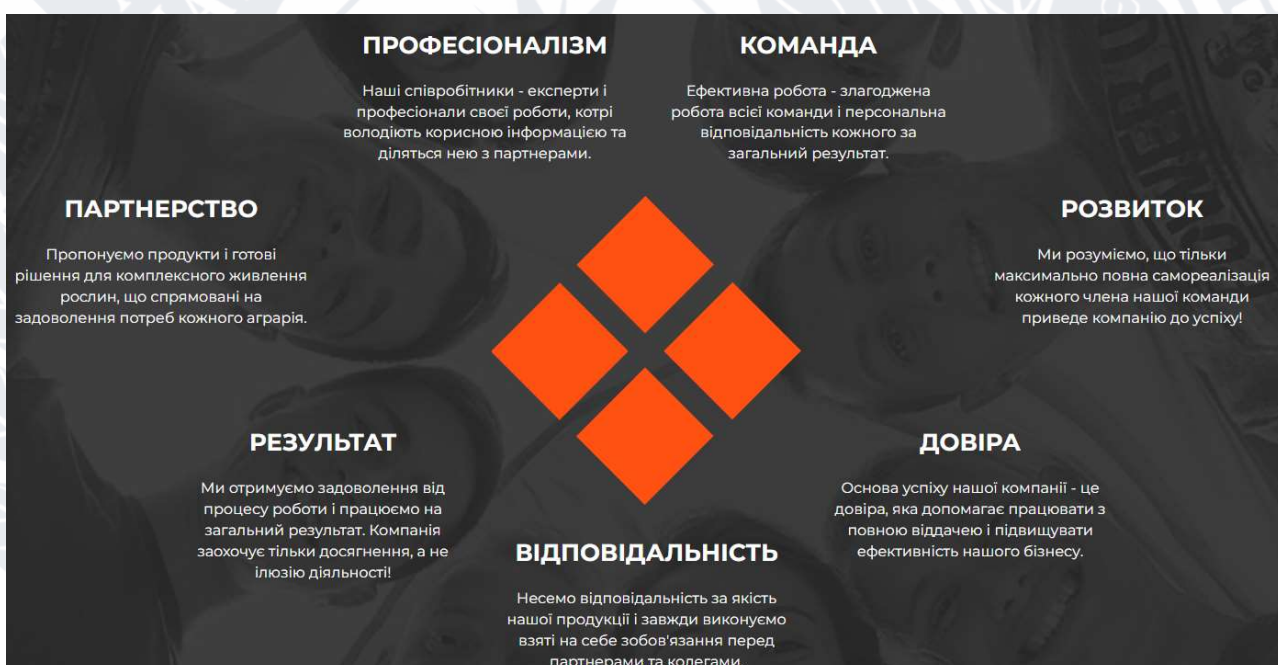 ПРОФЕСІОНАЛІЗМ
Наші співробітники - експерти і
професіонали своєї роботи, котрі
володіють корисною інформацією та
діляться нею з партнерами.
КОМАНДА
Ефективна робота - злагоджена
робота всієї команди і персональна
відповідальність кожного за
загальний результат.
ПАРТНЕРСТВО
Пропонуємо продукти і готові
рішення для комплексного живлення
рослин, що спрямовані на
задоволення потреб кожного аграрія.
РОЗВИТОК
Ми розуміємо, що тільки
максимально повна самореалізація
кожного члена нашої команди
приведе компанію до успіху!
РЕЗУЛЬТАТ
Ми отримуємо задоволення від
процесу роботи і працюємо на
загальний результат. Компанія
заохочує тільки досягнення, а не
ілюзію діяльності!
ДОВІРА
Основа успіху нашої компанії - це
довіра, яка допомагає працювати з
повною віддачею і підвищувати
ефективність нашого бізнесу.
ВІДПОВІДАЛЬНІСТЬ
Несемо відповідальність за якість
нашої продукції і завжди виконуємо
взяті на себе зобов'язання перед
партнерами та колегами